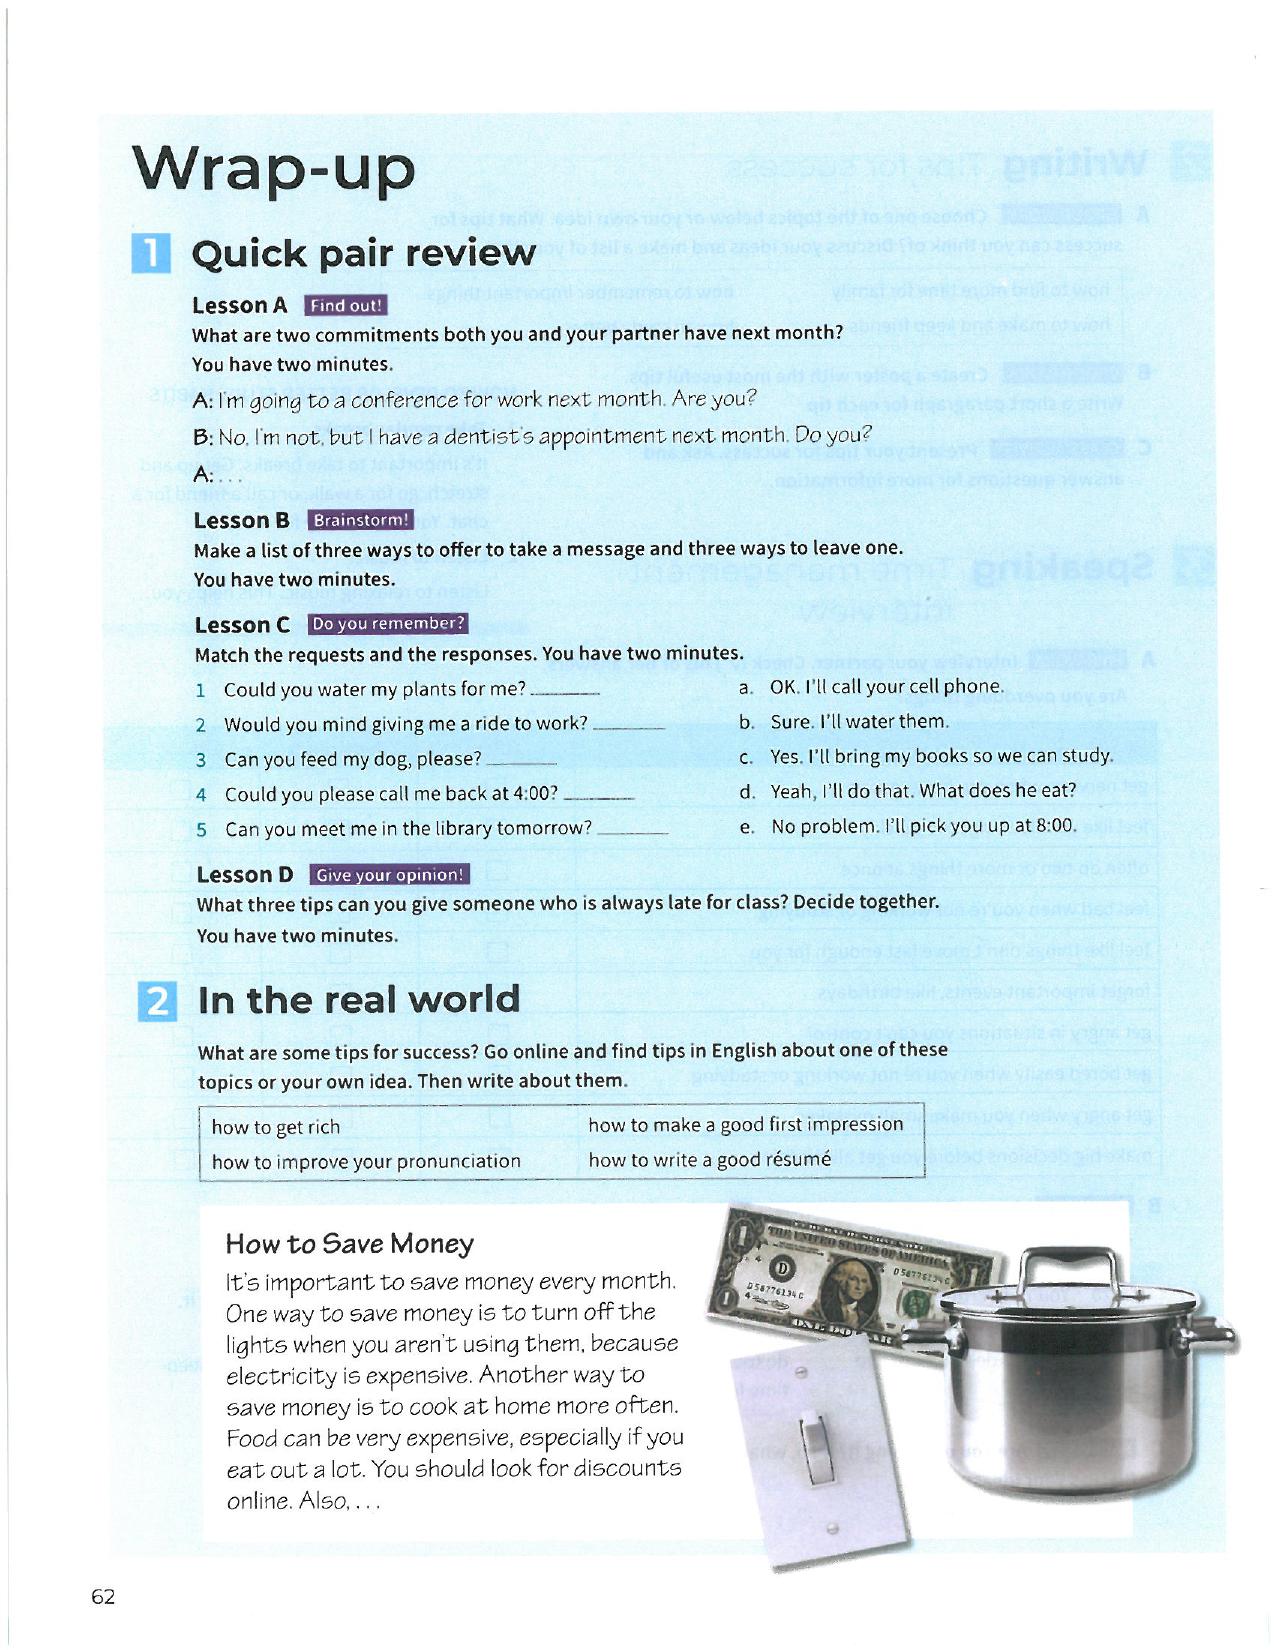 Wrap-up
1 Quick pair review
Lesson A Find out!
What are two commitments both you and your partner have next month?
You have two minutes.
A: I'm going to a conference for work next month. Are you?
B: No, I'm not, but I have a dentist's appointment next month. Do you?
A: . . .
Lesson B Brainstorm!
Make a list of three ways to offer to take a message and three ways to leave one.
You have two minutes.
Lesson C Do you remember?
Match the requests and the responses. You have two minutes.
1 Could you water my plants for me? ______
2 Would you mind giving me a ride to work? ______
3 Can you feed my dog, please? ______
4 Could you please call me back at 4:00? ______
5 Can you meet me in the library tomorrow? ______
a. OK. I'll call your cell phone.
b. Sure. I'll water them.
c. Yes. I'll bring my books so we can study.
d. Yeah, I'll do that. What does he eat?
e. No problem. I'll pick you up at 8:00.
Lesson D Give your opinion!
What three tips can you give someone who is always late for class? Decide together.
You have two minutes.
2 In the real world
What are some tips for success? Go online and find tips in English about one of these
topics or your own idea. Then write about them.
how to get rich
how to improve your pronunciation
how to make a good first impression
how to write a good résumé
How to Save Money
It's important to save money every month.
One way to save money is to turn off the
lights when you aren't using them, because
electricity is expensive. Another way to
save money is to cook at home more often.
Food can be very expensive, especially if you
eat out a lot. You should look for discounts
online. Also, . . .
THE UNITED STATES OF AMERICA
62